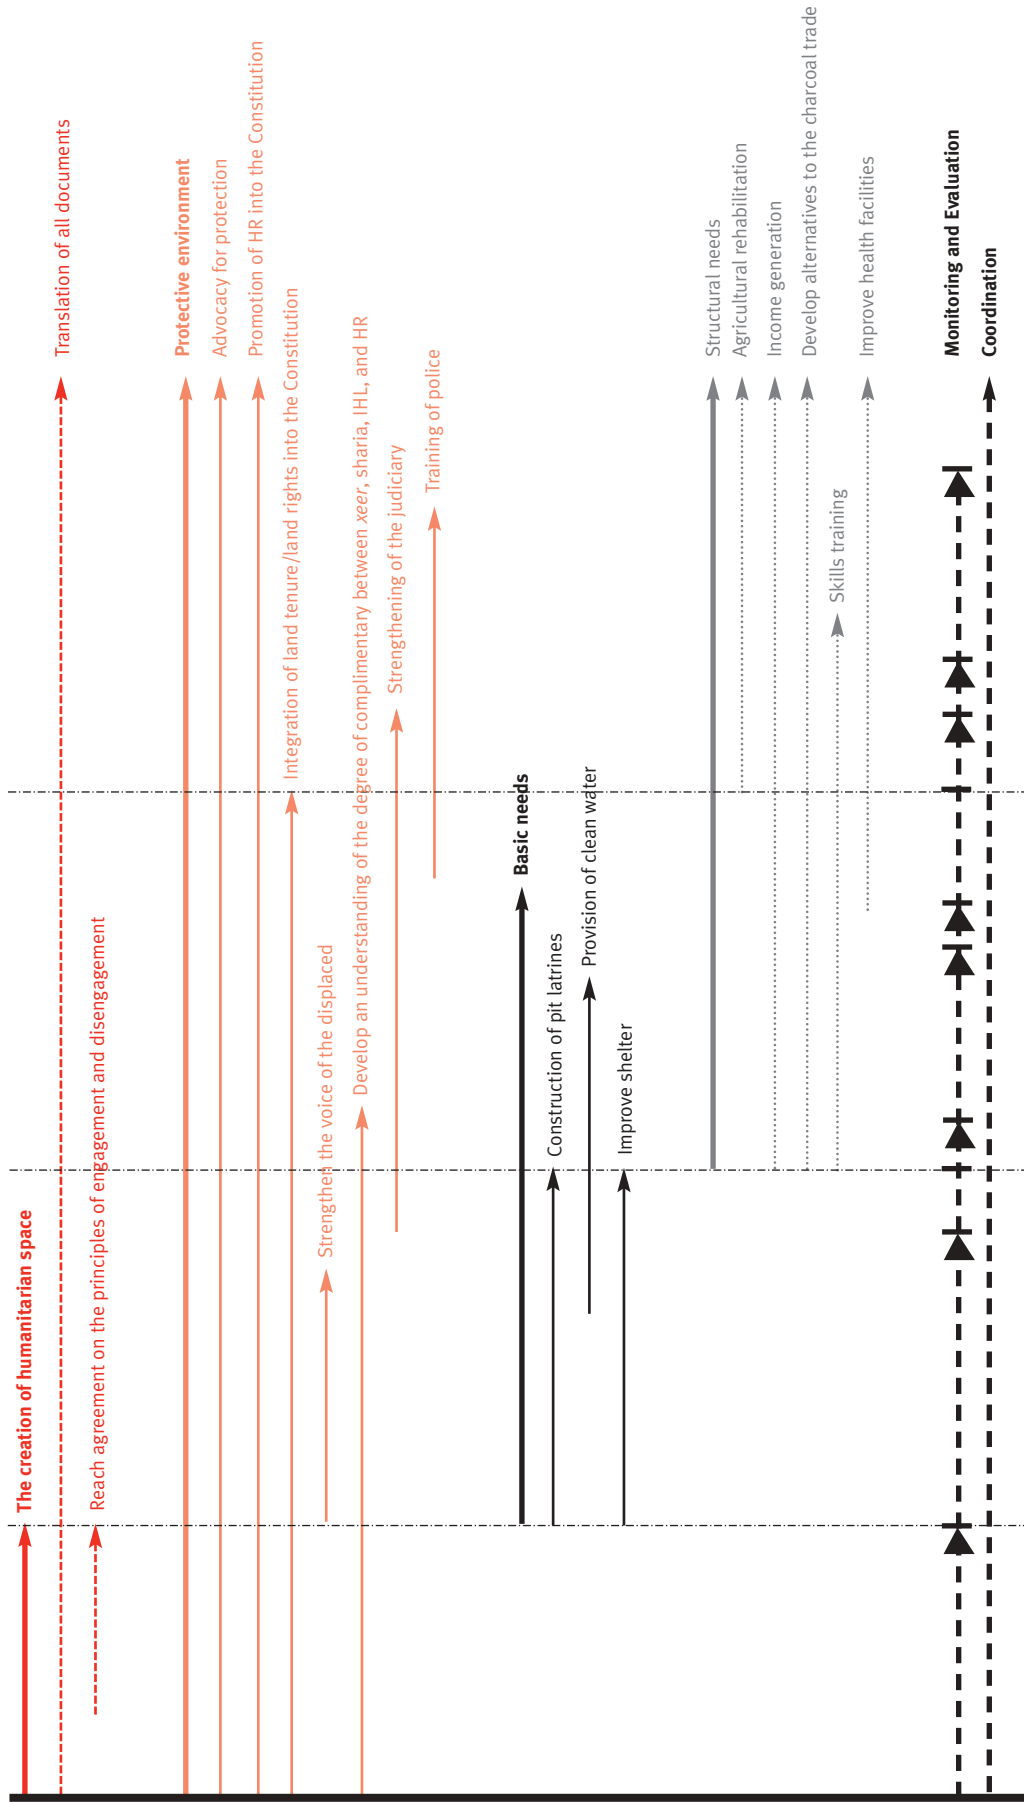 The creation of humanitarian space
Translation of all documents
Reach agreement on the principles of engagement and disengagement
Protective environment
Advocacy for protection
Promotion of HR into the Constitution
Integration of land tenure/land rights into the Constitution
Strengthen the voice of the displaced
Develop an understanding of the degree of complimentary between xeer, sharia, IHL, and HR
Strengthening of the judiciary
Training of police
Basic needs
Construction of pit latrines
Provision of clean water
Improve shelter
Structural needs
Agricultural rehabilitation
Income generation
Develop alternatives to the charcoal trade
Skills training
Improve health facilities
Monitoring and Evaluation
Coordination